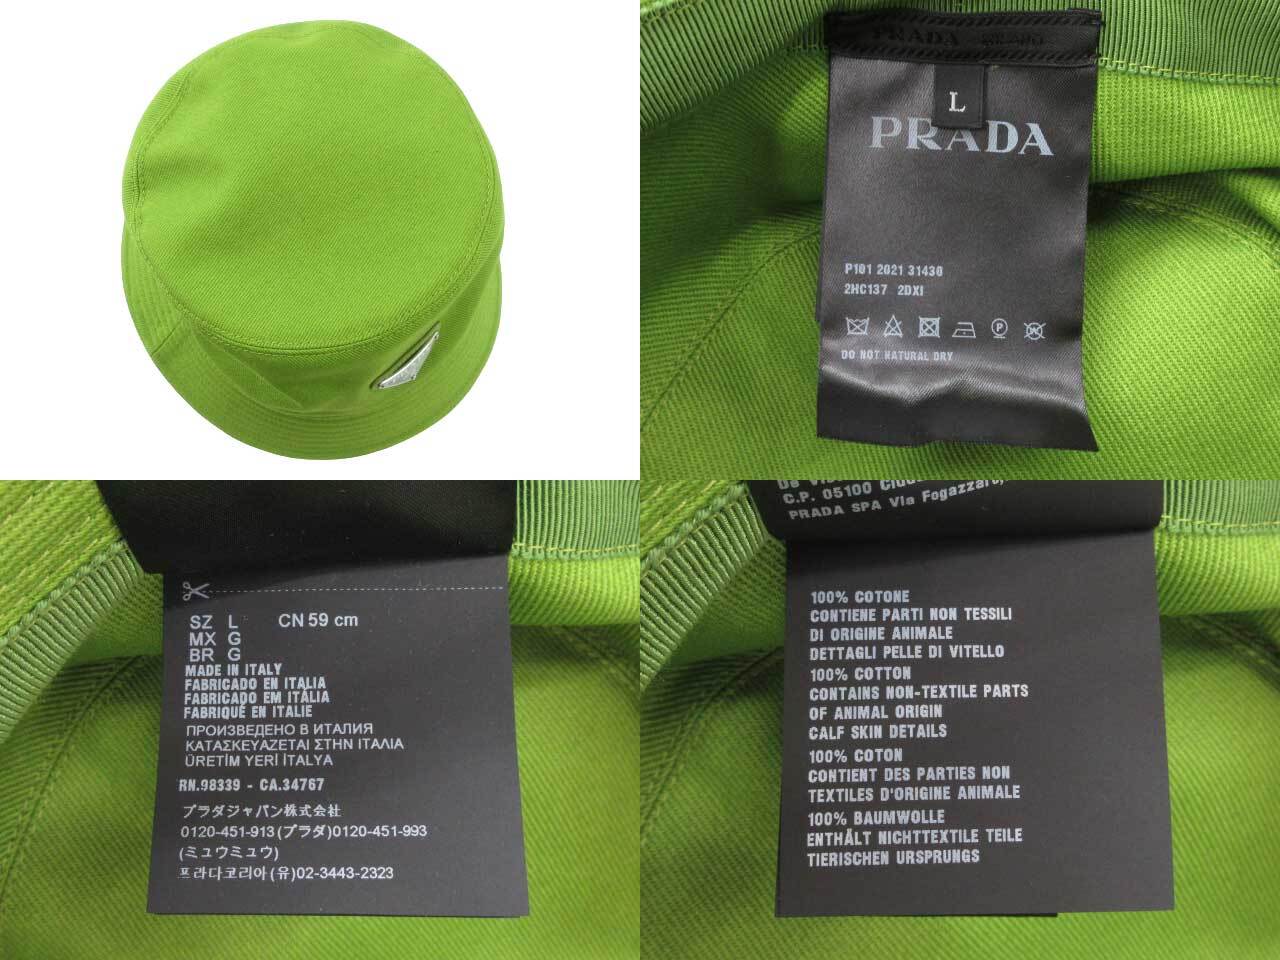 PRADA MILANO
L
PRADA
P101 2021 31430
2HC137 2DXI
DO NOT NATURAL DRY
SZ L CN 59 cm
MX G
BR G
MADE IN ITALY
FABRICADO EN ITALIA
FABRICADO EM ITÁLIA
FABRIQUÉ EN ITALIE
ПРОИЗВЕДЕНО В ИТАЛИЯ
ΚΑΤΑΣΚΕΥΑΖΕΤΑΙ ΣΤΗΝ ΙΤΑΛΙΑ
ÜRETİM YERİ İTALYA
RN.98339 - CA.34767
プラダジャパン株式会社
0120-451-913(プラダ)0120-451-993
(ミュウミュウ)
프라다코리아(유)02-3443-2323
C.P. 05100
PRADA SPA Via Fogazzaro,
100% COTONE
CONTIENE PARTI NON TESSILI
DI ORIGINE ANIMALE
DETTAGLI PELLE DI VITELLO
100% COTTON
CONTAINS NON-TEXTILE PARTS
OF ANIMAL ORIGIN
CALF SKIN DETAILS
100% COTON
CONTIENT DES PARTIES NON
TEXTILES D'ORIGINE ANIMALE
100% BAUMWOLLE
ENTHÄLT NICHTTEXTILE TEILE
TIERISCHEN URSPRUNGS